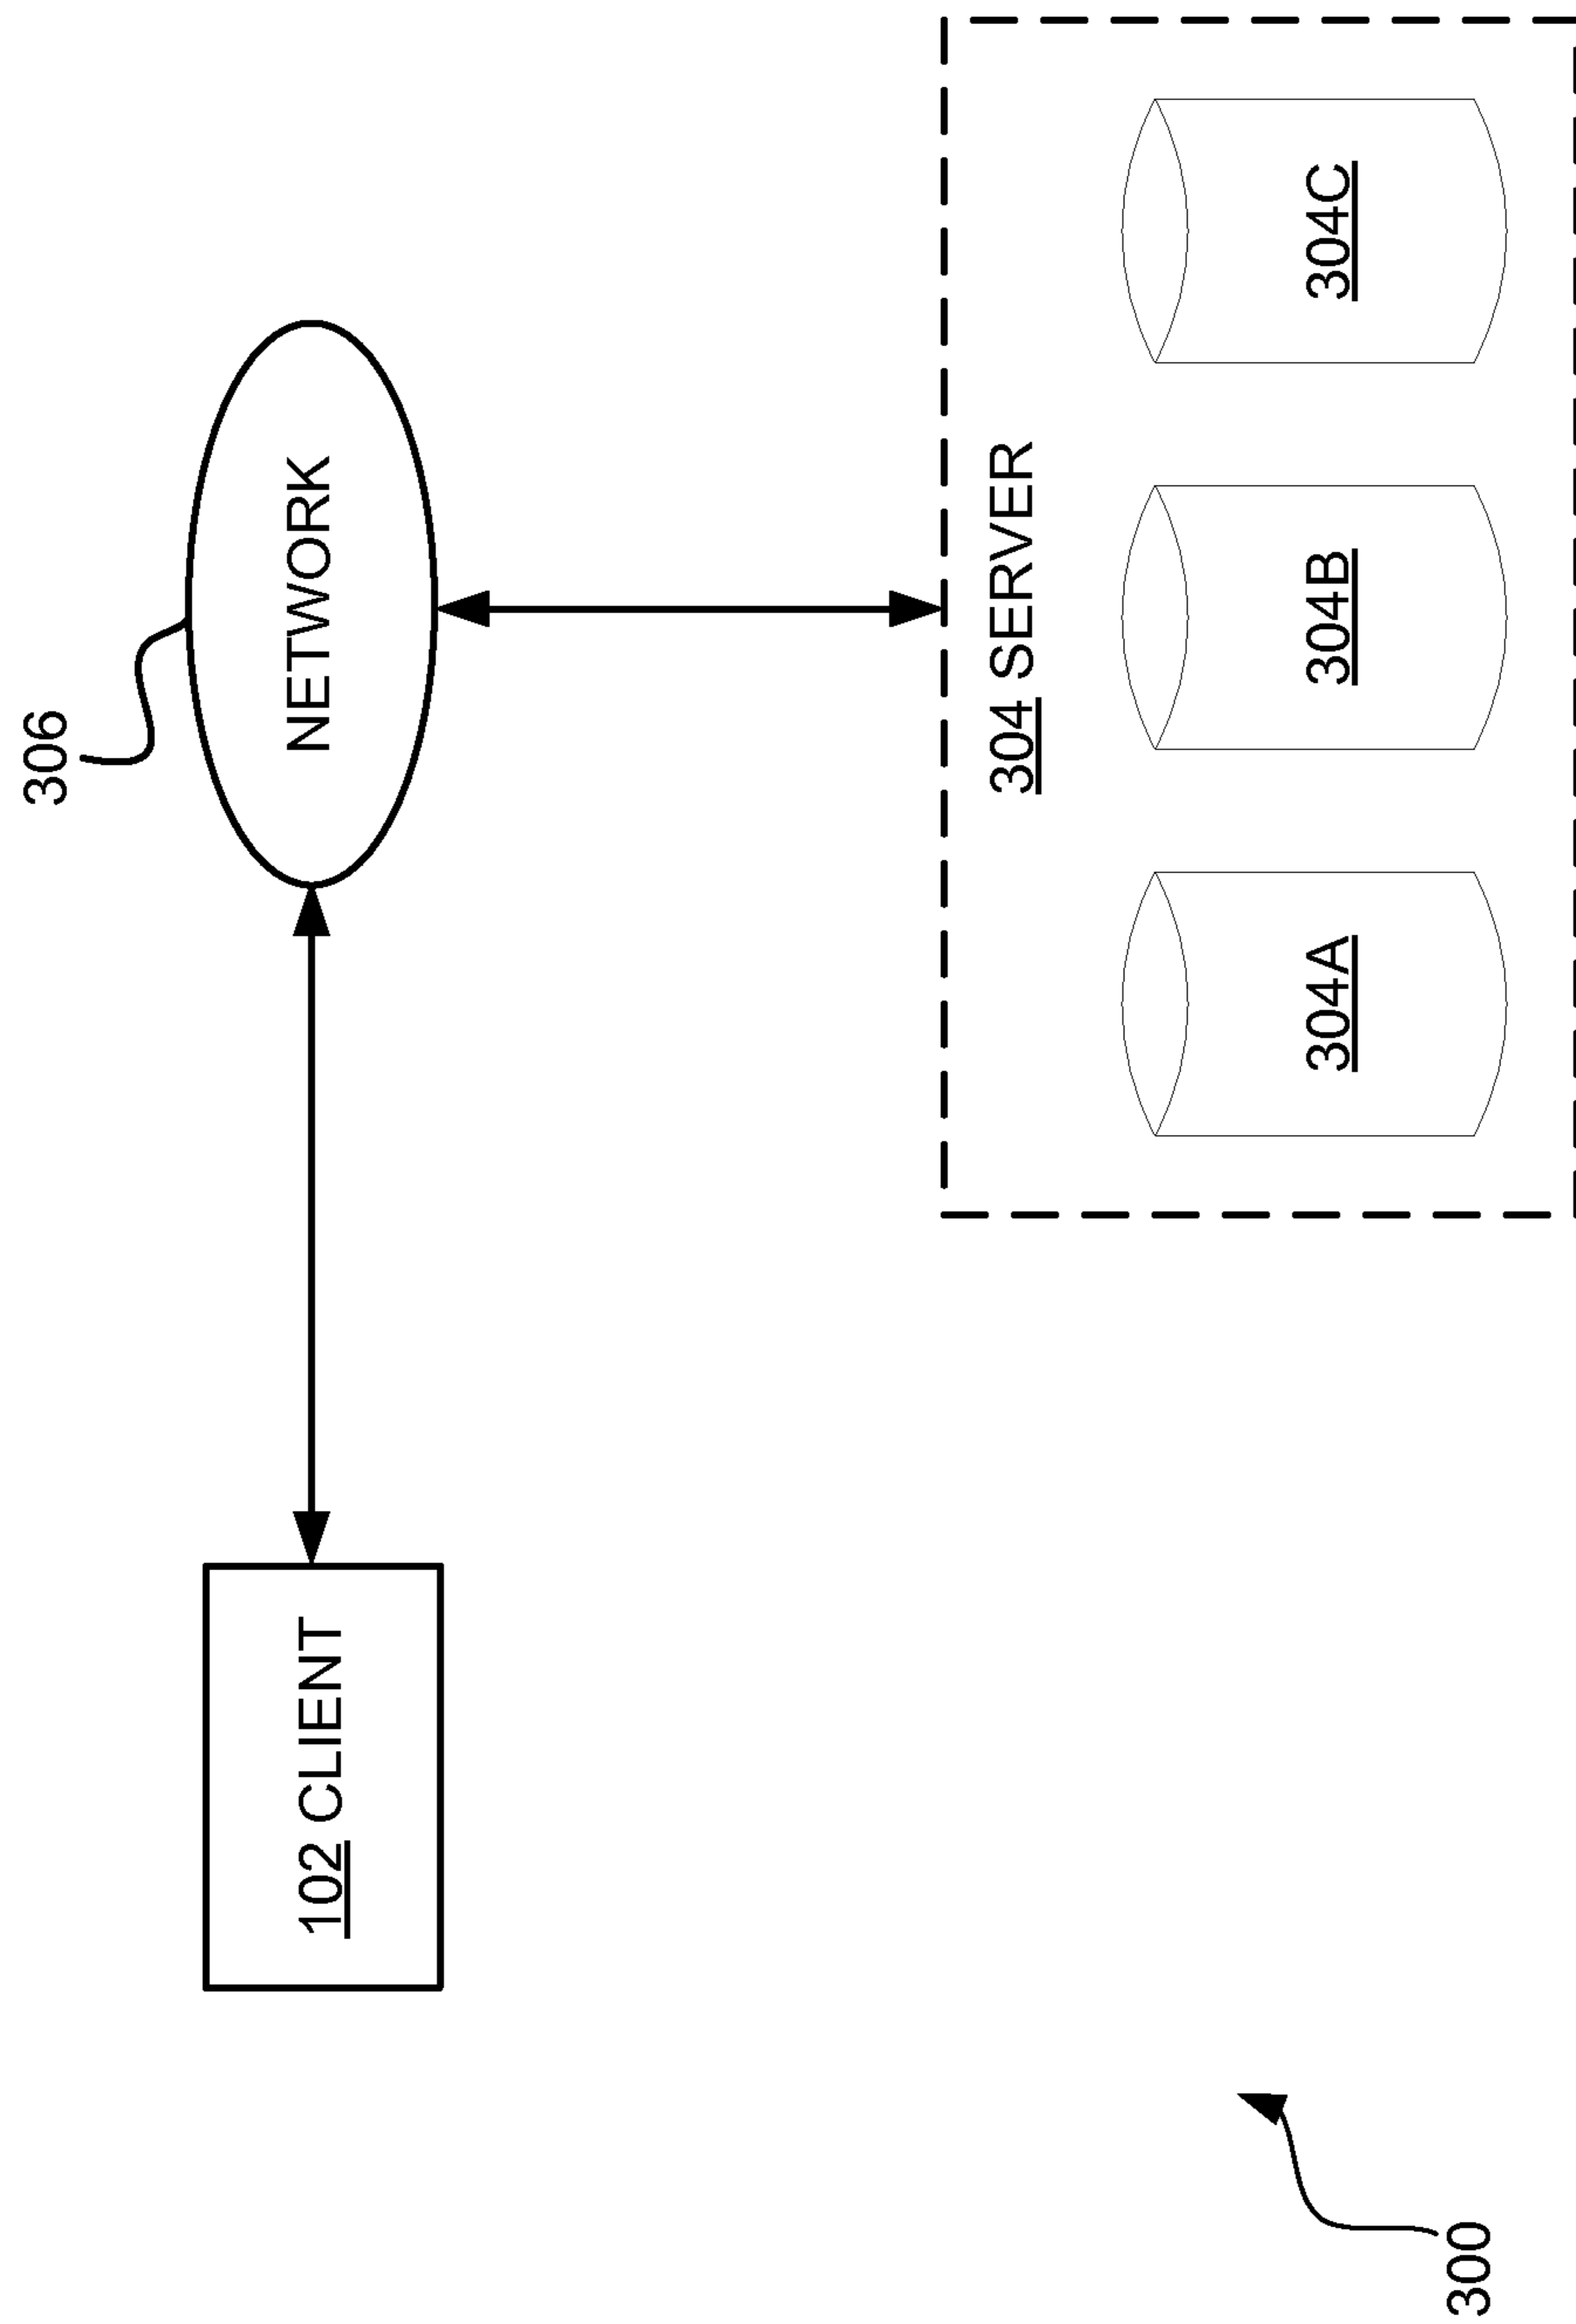 306
NETWORK
102 CLIENT
304 SERVER
304A
304B
304C
300